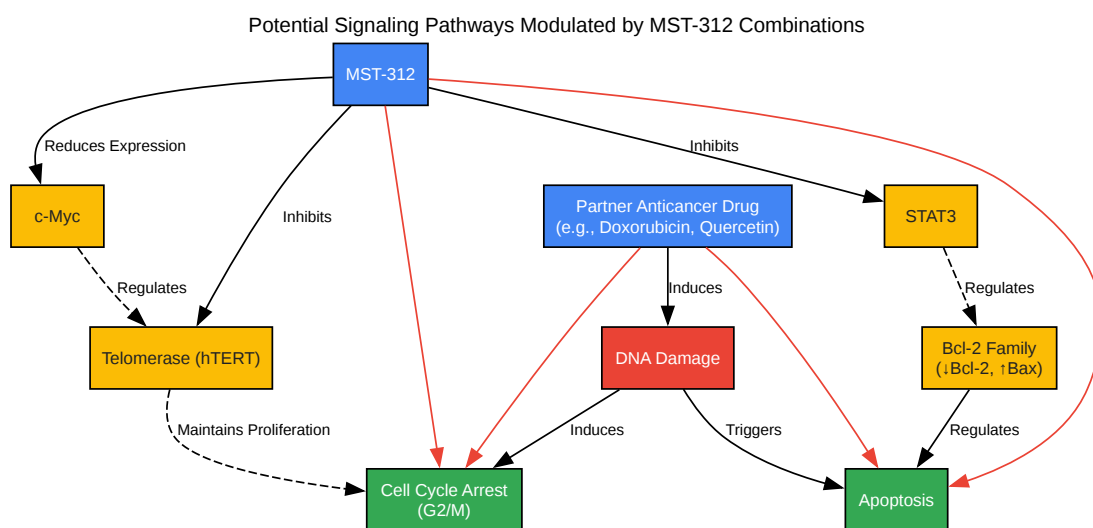 Potential Signaling Pathways Modulated by MST-312 Combinations
MST-312
Reduces Expression
Inhibits
c-Myc
Inhibits
Partner Anticancer Drug
(e.g., Doxorubicin, Quercetin)
STAT3
Regulates
Induces
Regulates
Telomerase (hTERT)
DNA Damage
Bcl-2 Family
(↓Bcl-2, ↑Bax)
Maintains Proliferation
Induces
Triggers
Regulates
Cell Cycle Arrest
(G2/M)
Apoptosis